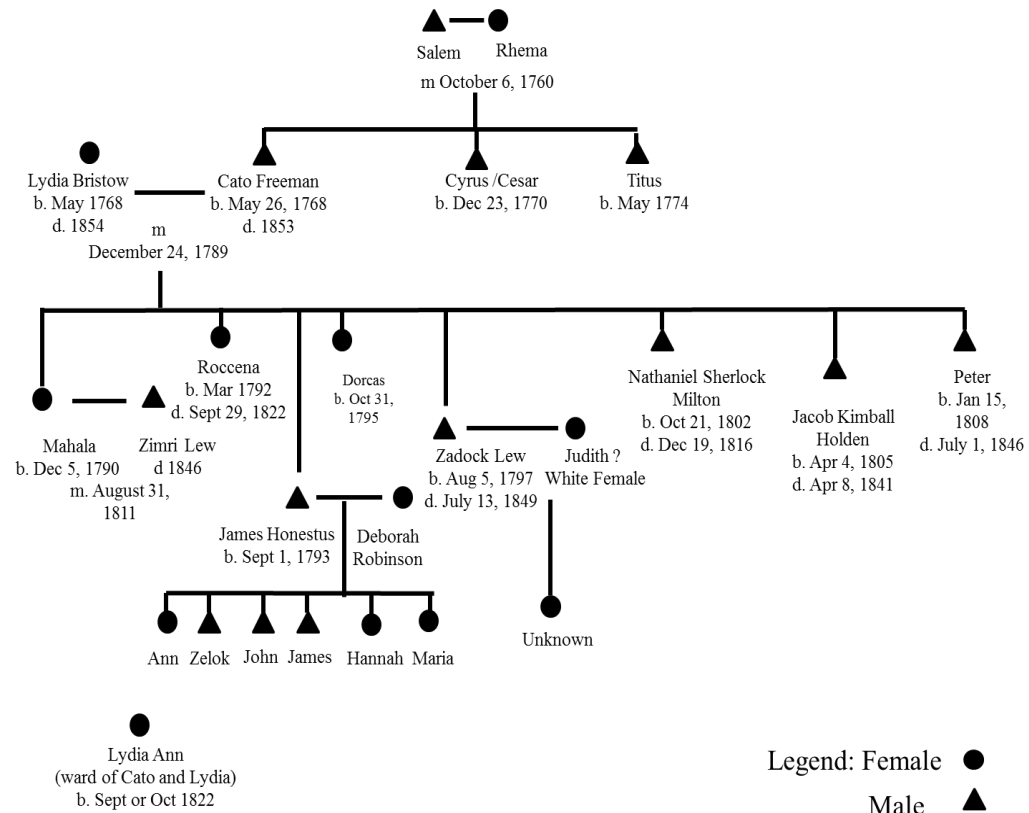 Salem
Rhema
m October 6, 1760
Lydia Bristow
b. May 1768
d. 1854
Cato Freeman
b. May 26, 1768
d. 1853
Cyrus /Cesar
b. Dec 23, 1770
Titus
b. May 1774
m
December 24, 1789
Mahala
b. Dec 5, 1790
Zimri Lew
d 1846
m. August 31,
1811
Roccena
b. Mar 1792
d. Sept 29, 1822
James Honestus
b. Sept 1, 1793
Deborah
Robinson
Dorcas
b. Oct 31,
1795
Zadock Lew
b. Aug 5, 1797
d. July 13, 1849
Judith ?
White Female
Nathaniel Sherlock
Milton
b. Oct 21, 1802
d. Dec 19, 1816
Jacob Kimball
Holden
b. Apr 4, 1805
d. Apr 8, 1841
Peter
b. Jan 15,
1808
d. July 1, 1846
Ann
Zelok
John
James
Hannah
Maria
Unknown
Lydia Ann
(ward of Cato and Lydia)
b. Sept or Oct 1822
Legend: Female
Male